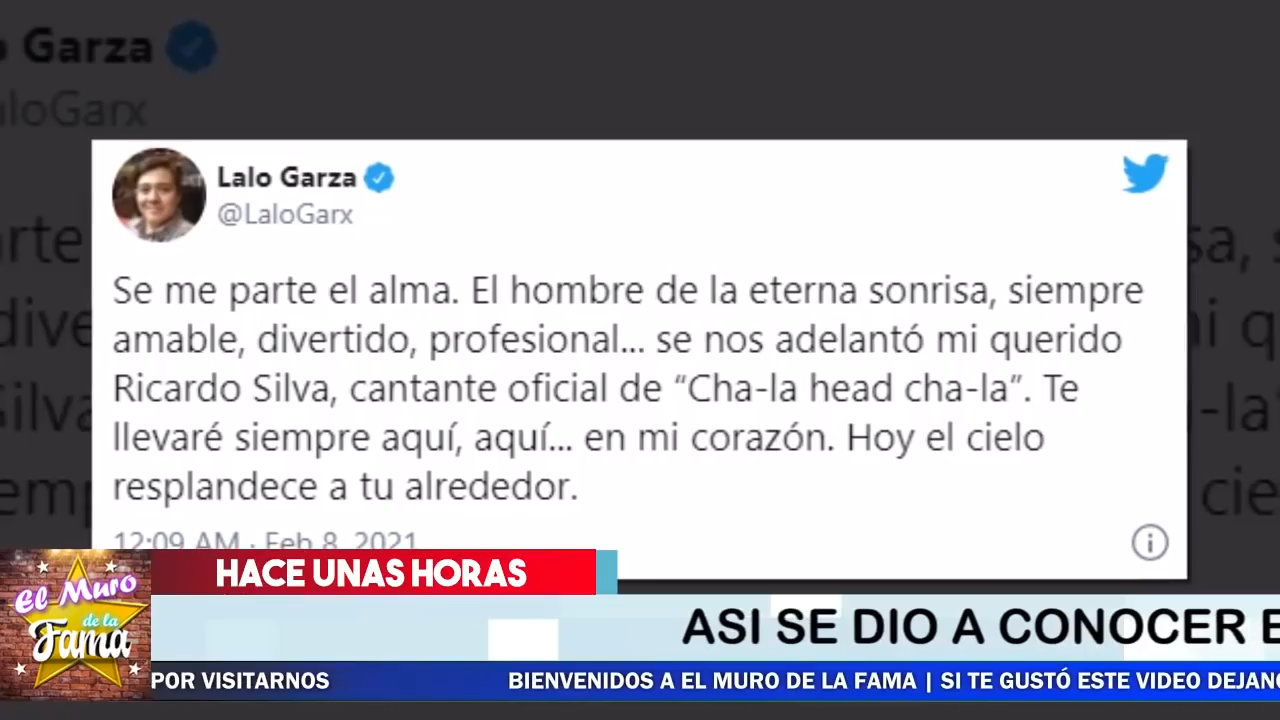 o Garza
aloGarx
Lalo Garza
@LaloGarx
Se me parte el alma. El hombre de la eterna sonrisa, siempre
amable, divertido, profesional... se nos adelantó mi querido
Ricardo Silva, cantante oficial de “Cha-la head cha-la”. Te
llevaré siempre aquí, aquí... en mi corazón. Hoy el cielo
resplandece a tu alrededor.
12:09 AM · Feb 8, 2021
HACE UNAS HORAS
El Muro
de la
Fama
ASI SE DIO A CONOCER E
POR VISITARNOS BIENVENIDOS A EL MURO DE LA FAMA | SI TE GUSTÓ ESTE VIDEO DEJANO